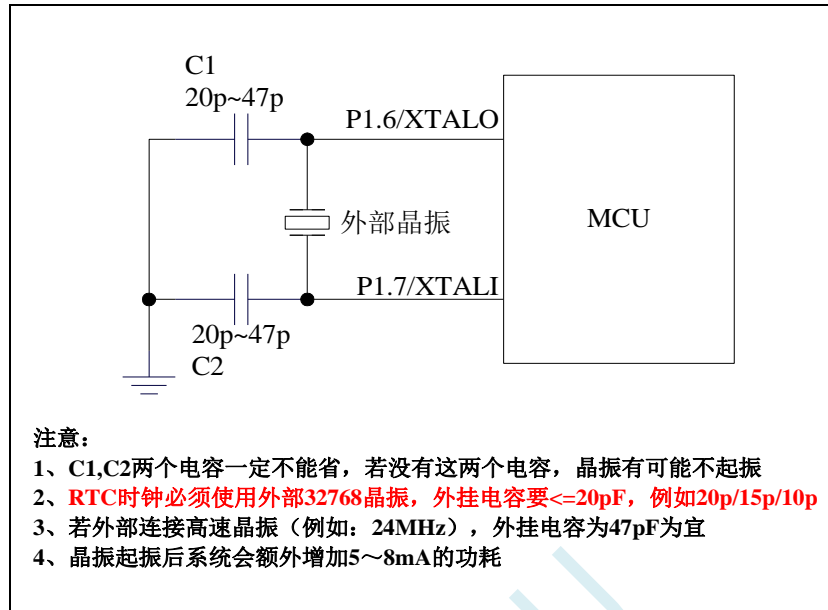 C1
20p~47p
P1.6/XTALO
外部晶振
MCU
P1.7/XTALI
20p~47p
C2
注意：
1、C1,C2两个电容一定不能省，若没有这两个电容，晶振有可能不起振
2、RTC时钟必须使用外部32768晶振，外挂电容要<=20pF，例如20p/15p/10p
3、若外部连接高速晶振（例如：24MHz），外挂电容为47pF为宜
4、晶振起振后系统会额外增加5～8mA的功耗